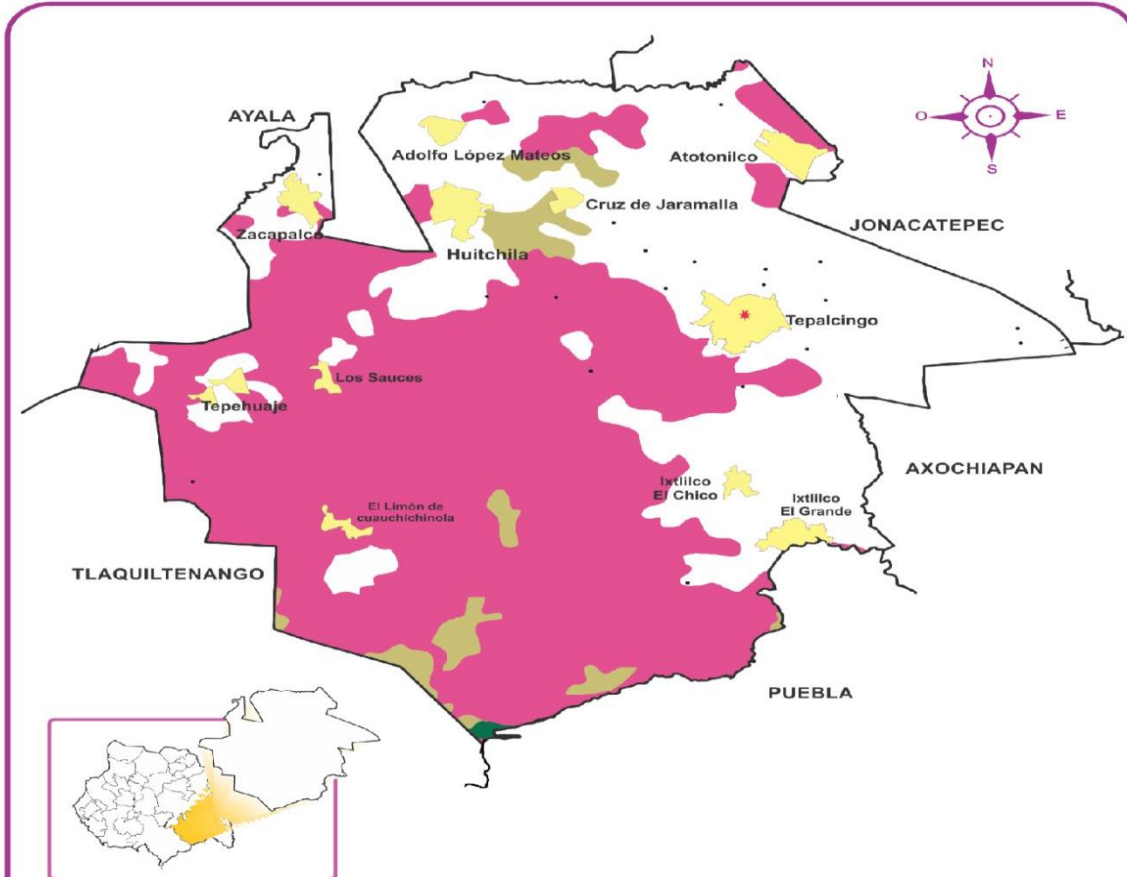 N
O E
S
AYALA
Adolfo López Mateos
Atotonilco
Cruz de Jaramalla
Zacapalco
JONACATEPEC
Huitchila
Tepalcingo
Los Sauces
Tepehuaje
AXOCHIAPAN
Ixtlilco
El Chico
Ixtlilco
El Grande
El Limón de
cuauchichinola
TLAQUILTENANGO
PUEBLA